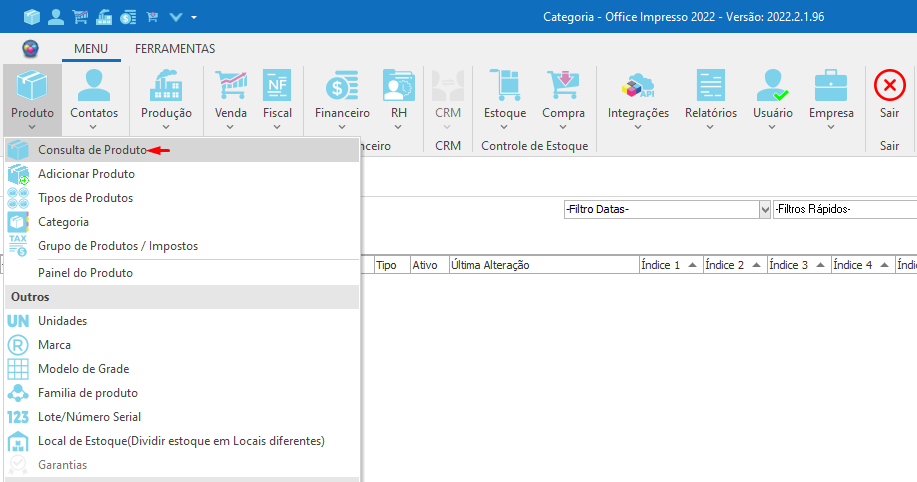 Categoria - Office Impresso 2022 - Versão: 2022.2.1.96
MENU FERRAMENTAS
NF API
Produto Contatos Produção Venda Fiscal Financeiro RH CRM Estoque Compra Integrações Relatórios Usuário Empresa Sair
nceiro CRM Controle de Estoque Sair
Consulta de Produto
Adicionar Produto
Tipos de Produtos
-Filtro Datas- -Filtros Rápidos-
Categoria
TAX Grupo de Produtos / Impostos
Tipo Ativo Última Alteração Índice 1 Índice 2 Índice 3 Índice 4 Índi
Painel do Produto
Outros
UN Unidades
R Marca
Modelo de Grade
Familia de produto
123 Lote/Número Serial
Local de Estoque(Dividir estoque em Locais diferentes)
Garantias